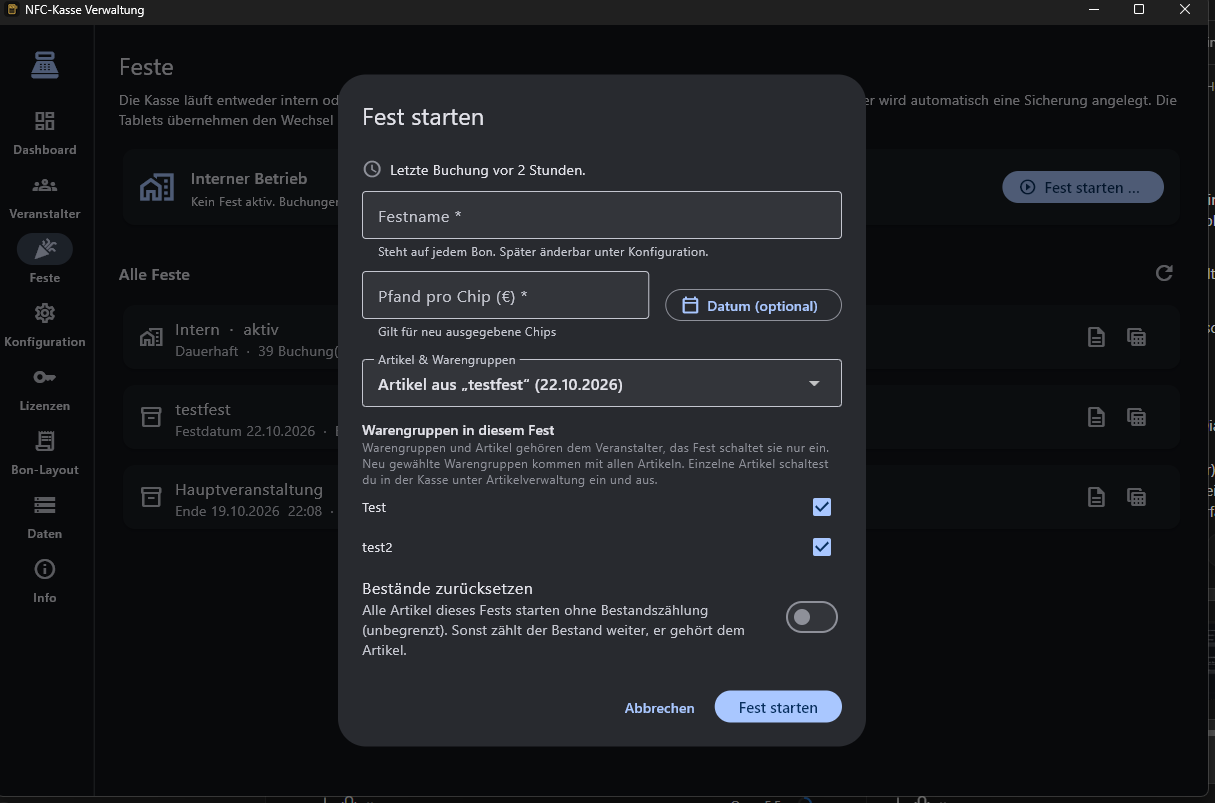 NFC-Kasse Verwaltung
Dashboard
Veranstalter
Feste
Konfiguration
Lizenzen
Bon-Layout
Daten
Info
Feste
Die Kasse läuft entweder intern od
er wird automatisch eine Sicherung angelegt. Die
Tablets übernehmen den Wechsel
Interner Betrieb
Kein Fest aktiv. Buchungen
Fest starten ...
Alle Feste
Intern · aktiv
Dauerhaft · 39 Buchung(
testfest
Festdatum 22.10.2026 ·
Hauptveranstaltung
Ende 19.10.2026 22:08 ·
Fest starten
Letzte Buchung vor 2 Stunden.
Festname *
Steht auf jedem Bon. Später änderbar unter Konfiguration.
Pfand pro Chip (€) *
Datum (optional)
Gilt für neu ausgegebene Chips
Artikel & Warengruppen
Artikel aus „testfest“ (22.10.2026)
Warengruppen in diesem Fest
Warengruppen und Artikel gehören dem Veranstalter, das Fest schaltet sie nur ein.
Neu gewählte Warengruppen kommen mit allen Artikeln. Einzelne Artikel schaltest
du in der Kasse unter Artikelverwaltung ein und aus.
Test
test2
Bestände zurücksetzen
Alle Artikel dieses Fests starten ohne Bestandszählung
(unbegrenzt). Sonst zählt der Bestand weiter, er gehört dem
Artikel.
Abbrechen
Fest starten